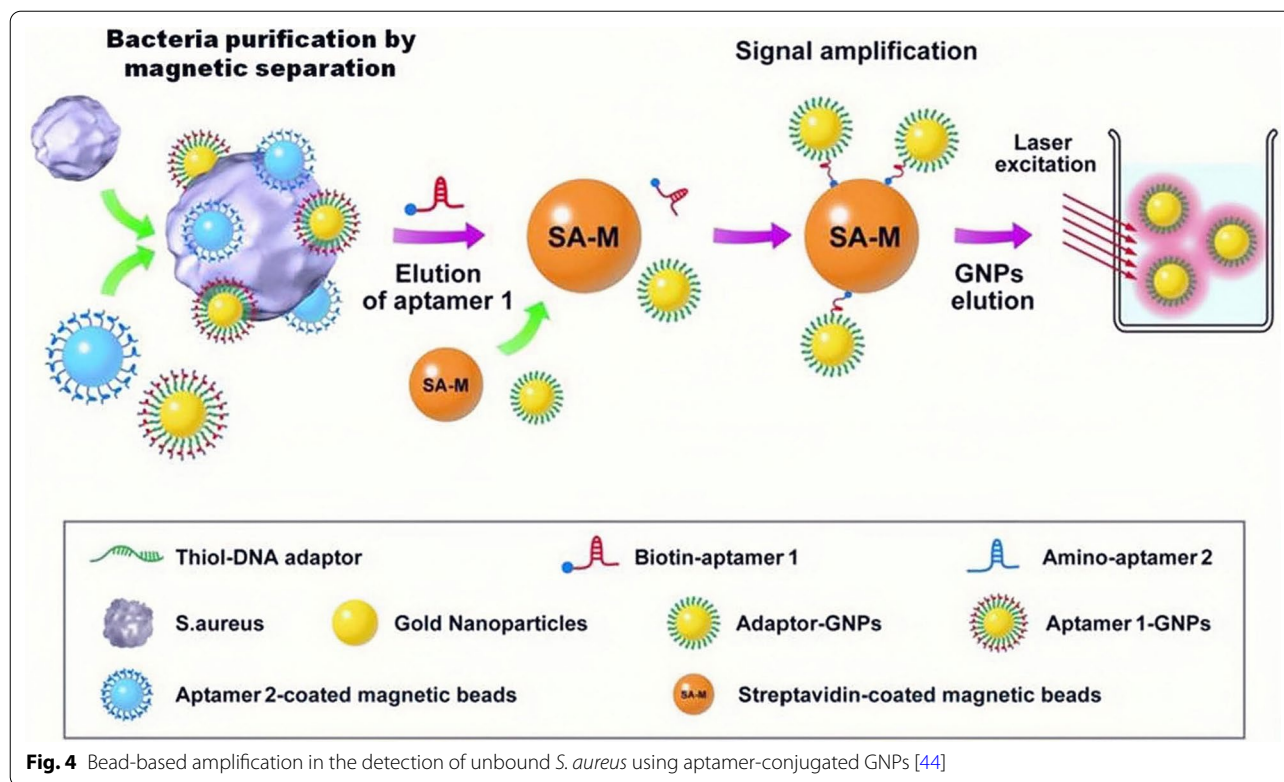 Bacteria purification by
magnetic separation
Signal amplification
Laser
excitation
SA-M
SA-M
Elution
of aptamer 1
GNPs
elution
SA-M
Thiol-DNA adaptor
Biotin-aptamer 1
Amino-aptamer 2
S.aureus
Gold Nanoparticles
Adaptor-GNPs
Aptamer 1-GNPs
Aptamer 2-coated magnetic beads
SA-M
Streptavidin-coated magnetic beads
Fig. 4 Bead-based amplification in the detection of unbound S. aureus using aptamer-conjugated GNPs [44]